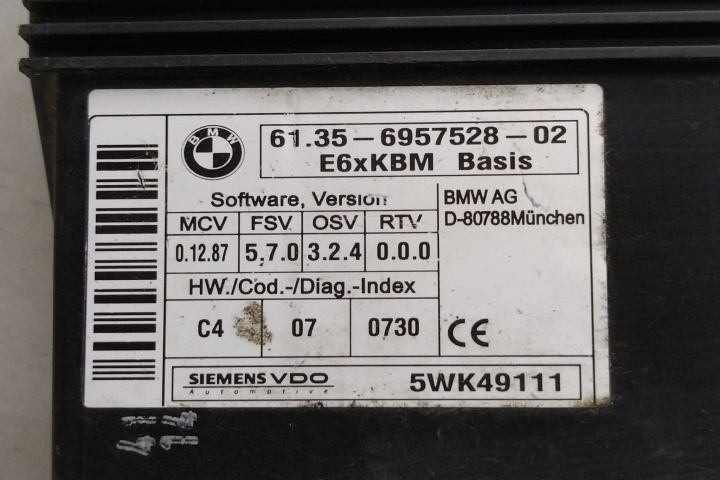 BMW
61.35-6957528-02
E6xKBM Basis
Software, Version
MCV FSV OSV RTV
0.12.87 5.7.0 3.2.4 0.0.0
BMW AG
D-80788München
HW./Cod.-/Diag.-Index
C4 07 0730
CE
SIEMENS VDO
Automotive
5WK49111